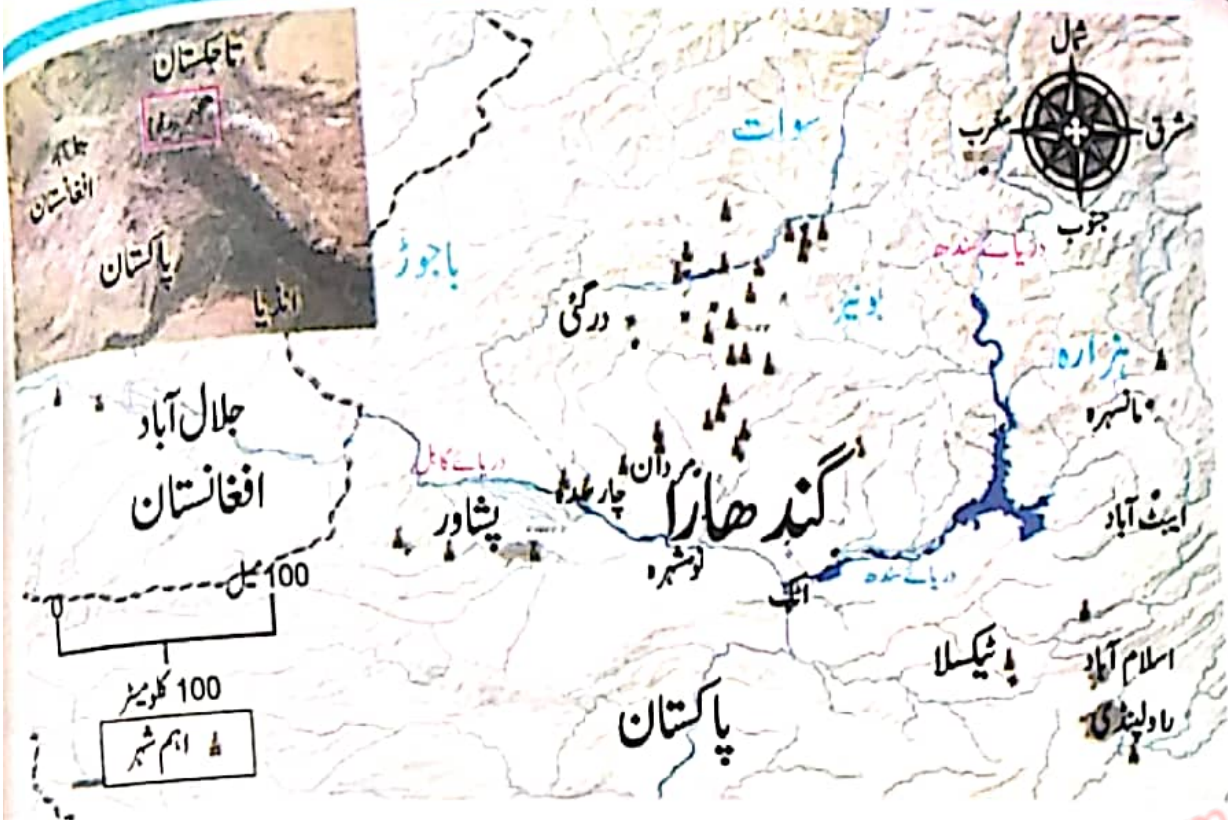 تاجکستان
افغانستان
پاکستان
انڈیا
شمال
مغرب
مشرق
جنوب
سوات
دریائے سندھ
باجوڑ
بونیر
درگئی
ہزارہ
مانسہرہ
جلال آباد
افغانستان
دریائے کابل
مردان
چارسدہ
گندھارا
پشاور
نوشہرہ
ایبٹ آباد
اٹک
دریائے سندھ
100 میل
0
100 کلومیٹر
ٹیکسلا
اسلام آباد
راولپنڈی
پاکستان
اہم شہر